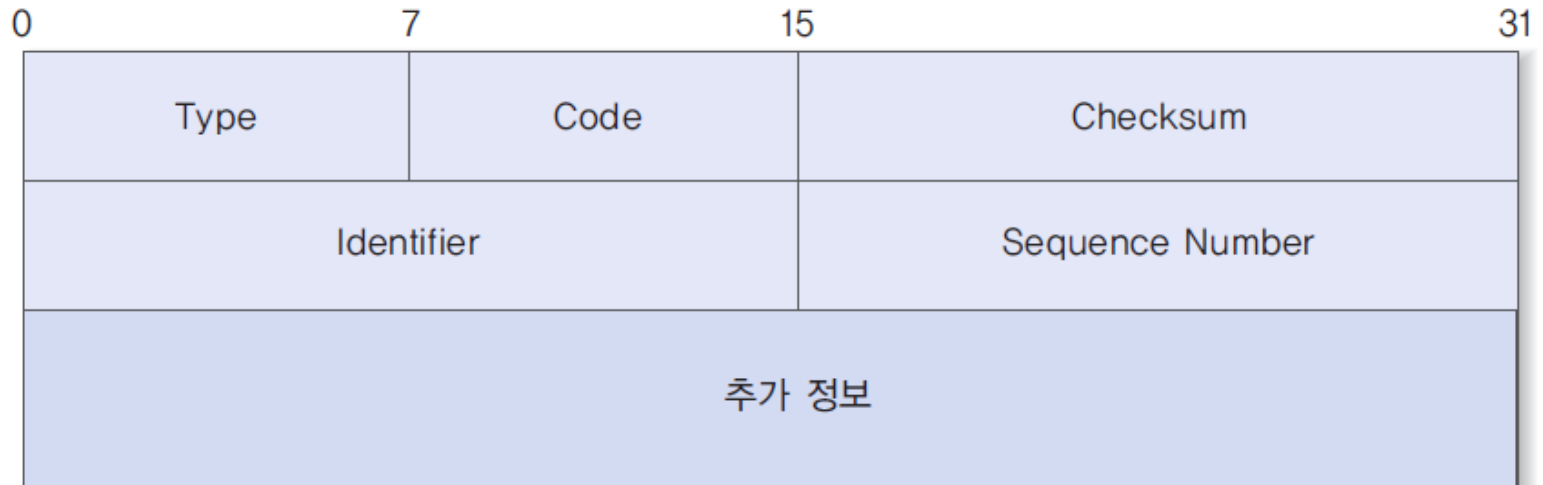 0 7 15 31
Type Code Checksum
Identifier Sequence Number
추가 정보